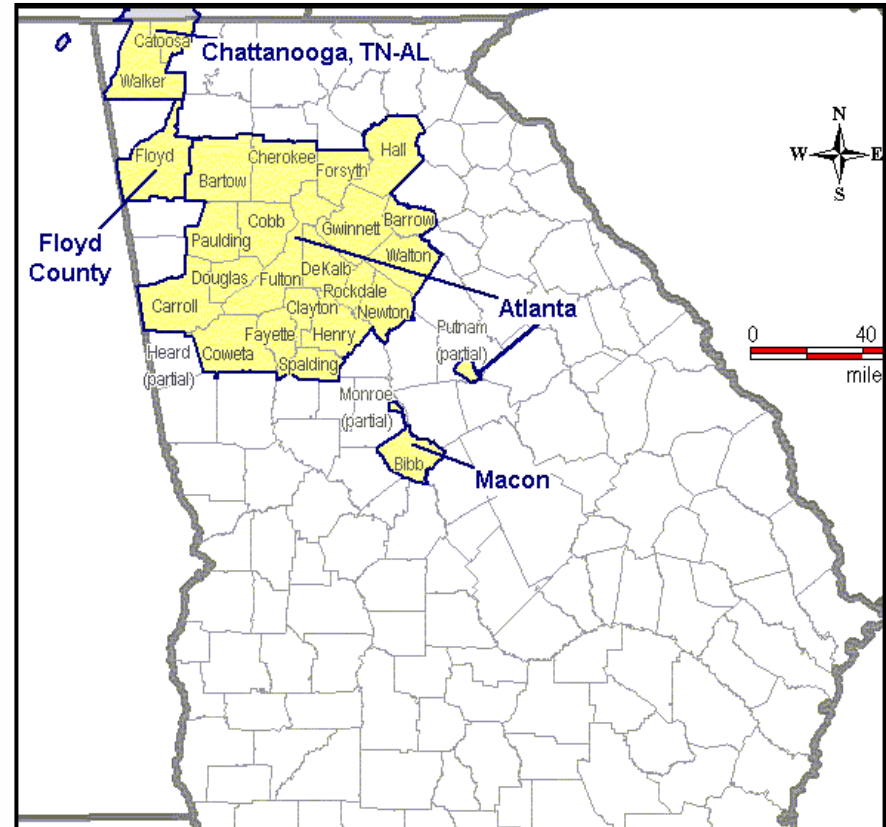 Catoosa
Chattanooga, TN-AL
Walker
N
W
E
S
Floyd
Cherokee
Hall
Forsyth
Bartow
Cobb
Gwinnett
Barrow
Paulding
Walton
Floyd
County
Douglas
Fulton
DeKalb
Rockdale
Carroll
Clayton
Newton
Atlanta
Fayette
Henry
Putnam
(partial)
0
40
mile
Heard
(partial)
Coweta
Spalding
Monroe
(partial)
Bibb
Macon